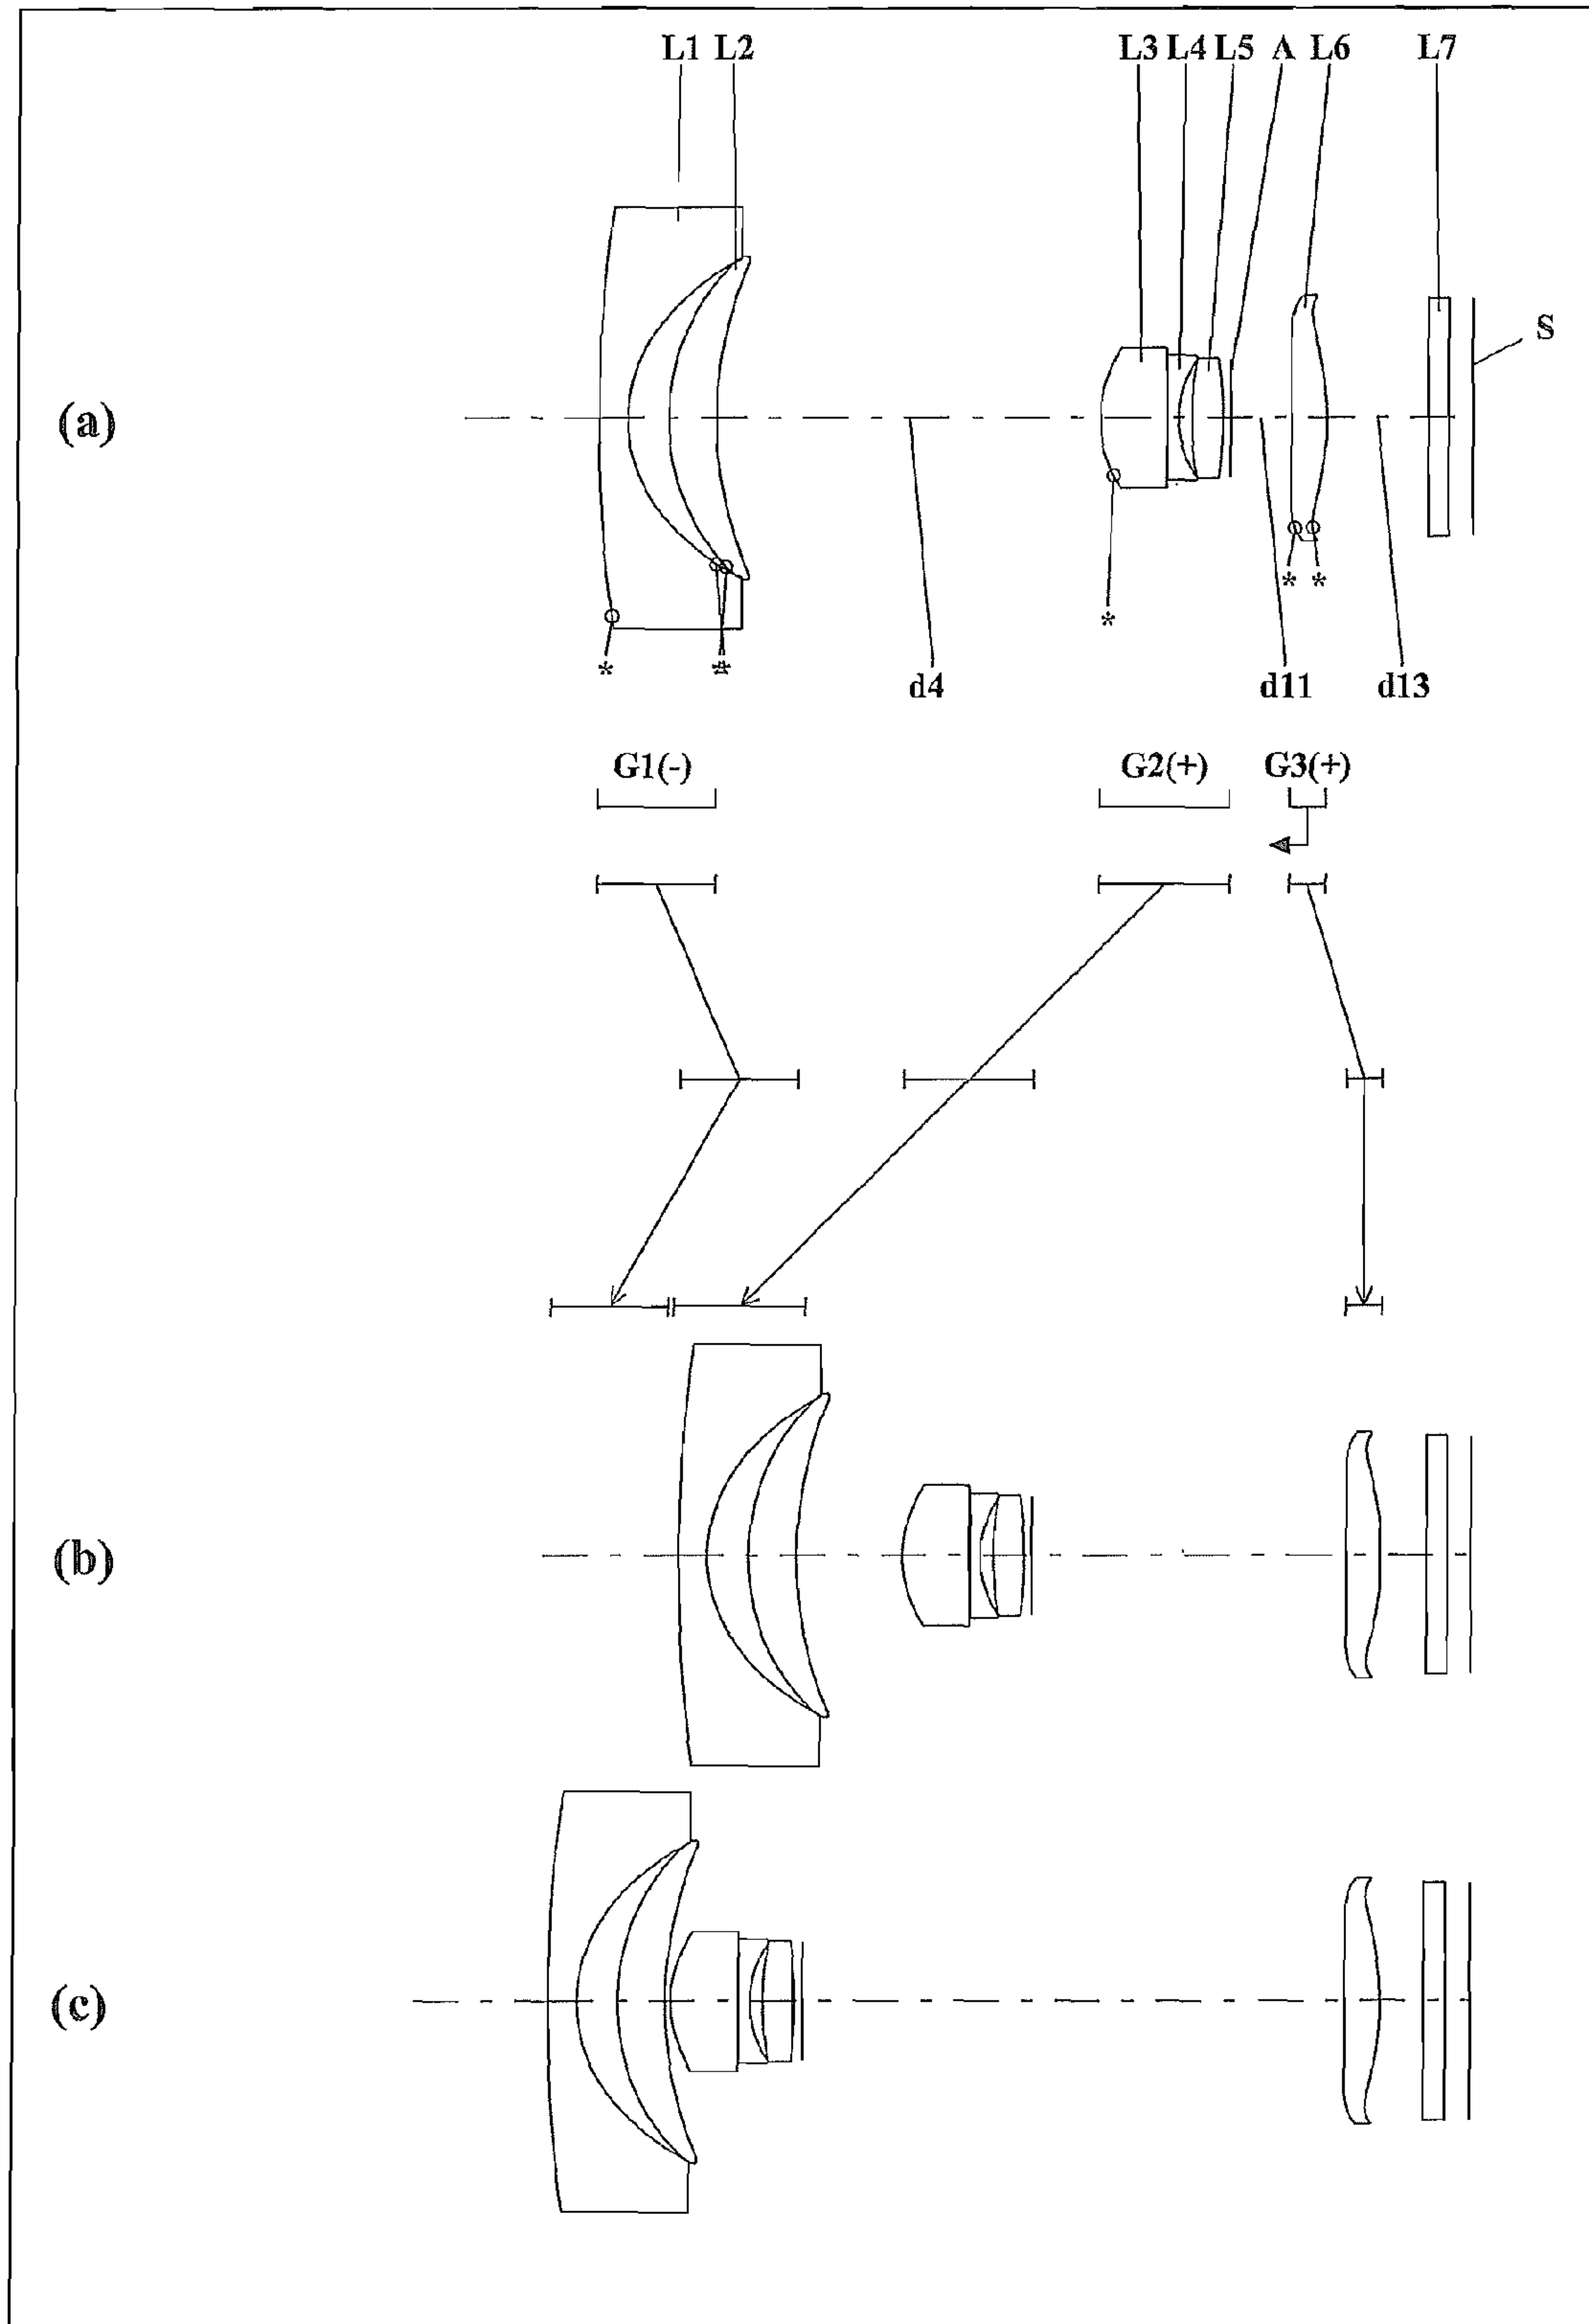 L1 L2 L3 L4 L5 A L6 L7
S
(a)
* * * * *
d4 d11 d13
G1(-) G2(+) G3(+)
(b)
(c)